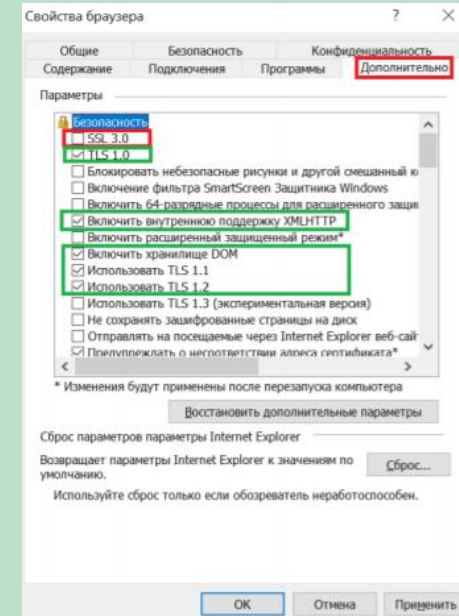 Свойства браузера
Общие Безопасность Конфиденциальность
Содержание Подключения Программы Дополнительно
Параметры
Безопасность
SSL 3.0
TLS 1.0
Блокировать небезопасные рисунки и другой смешанный к
Включение фильтра SmartScreen Защитника Windows
Включить 64-разрядные процессы для расширенного защи
Включить внутреннюю поддержку XMLHTTP
Включить расширенный защищенный режим*
Включить хранилище DOM
Использовать TLS 1.1
Использовать TLS 1.2
Использовать TLS 1.3 (экспериментальная версия)
Не сохранять зашифрованные страницы на диск
Отправлять на посещаемые через Internet Explorer веб-сай
Предупреждать о несоответствии адреса сертификата*
* Изменения будут применены после перезапуска компьютера
Восстановить дополнительные параметры
Сброс параметров параметры Internet Explorer
Возвращает параметры Internet Explorer к значениям по
умолчанию.
Сброс...
Используйте сброс только если обозреватель неработоспособен.
OK Отмена Применить